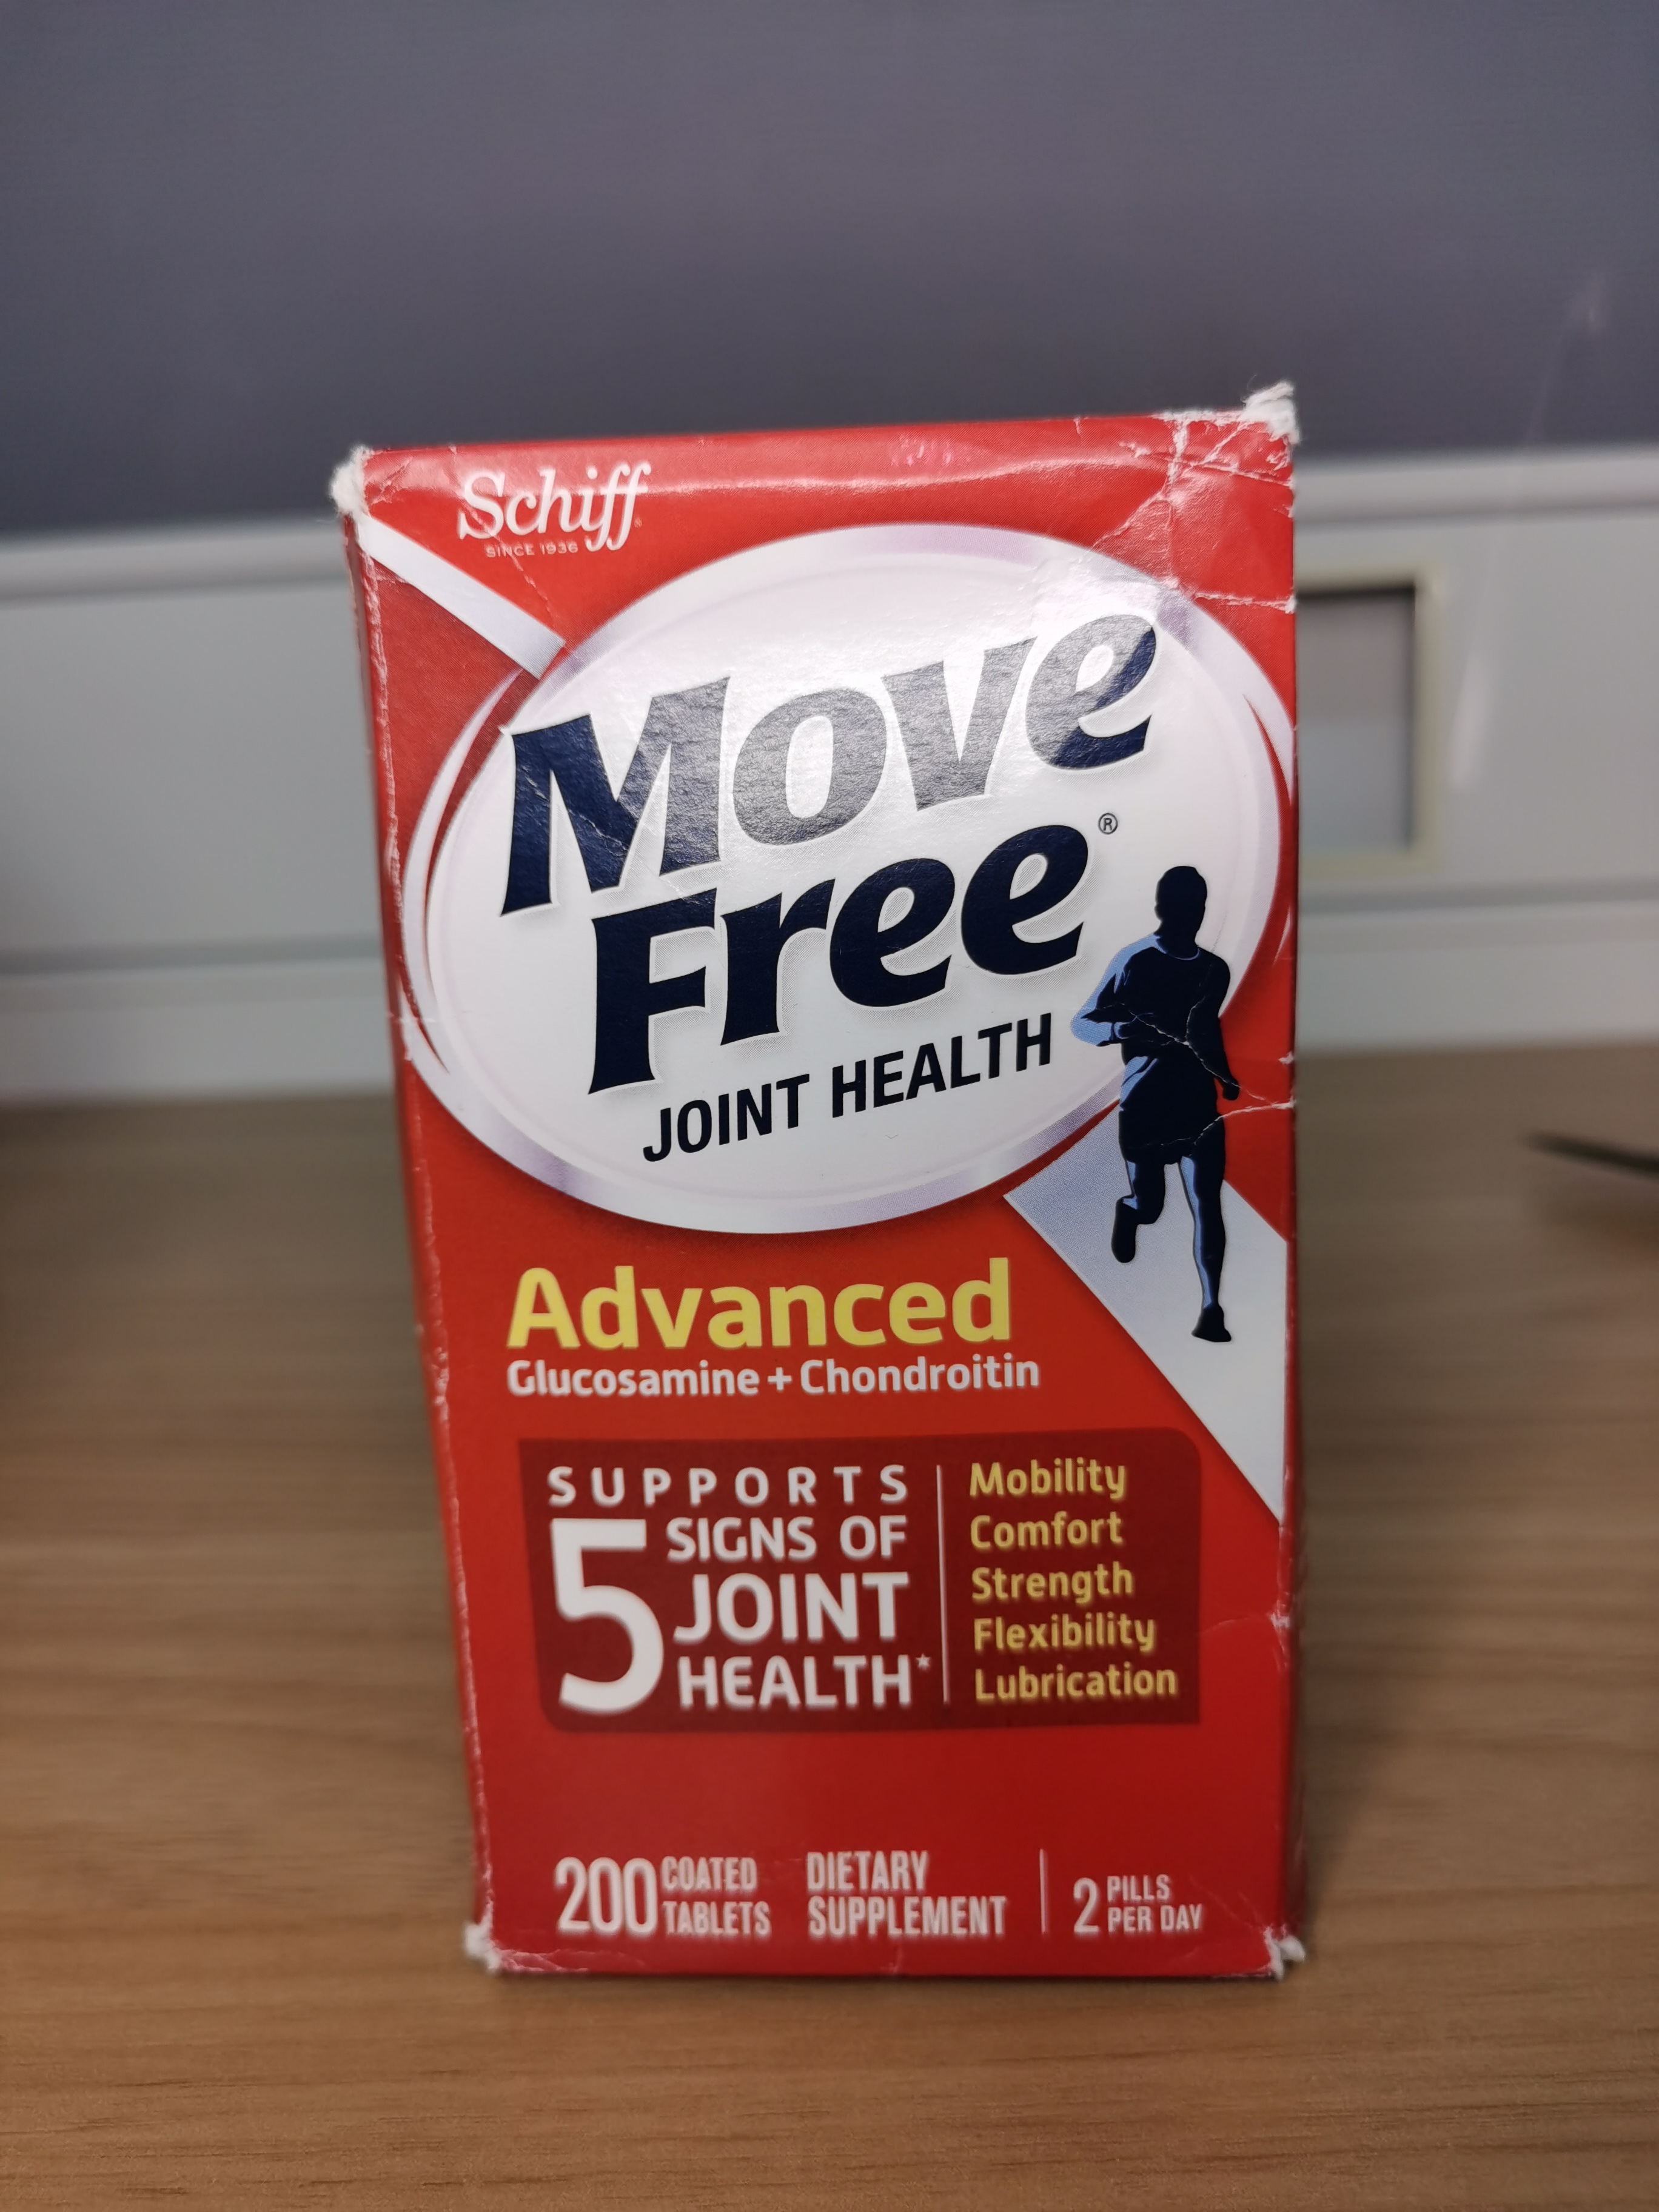 Schiff
SINCE 1936
Move
Free®
JOINT HEALTH
Advanced
Glucosamine + Chondroitin
SUPPORTS
5 SIGNS OF
JOINT
HEALTH*
Mobility
Comfort
Strength
Flexibility
Lubrication
200 COATED
TABLETS
DIETARY
SUPPLEMENT
2 PILLS
PER DAY